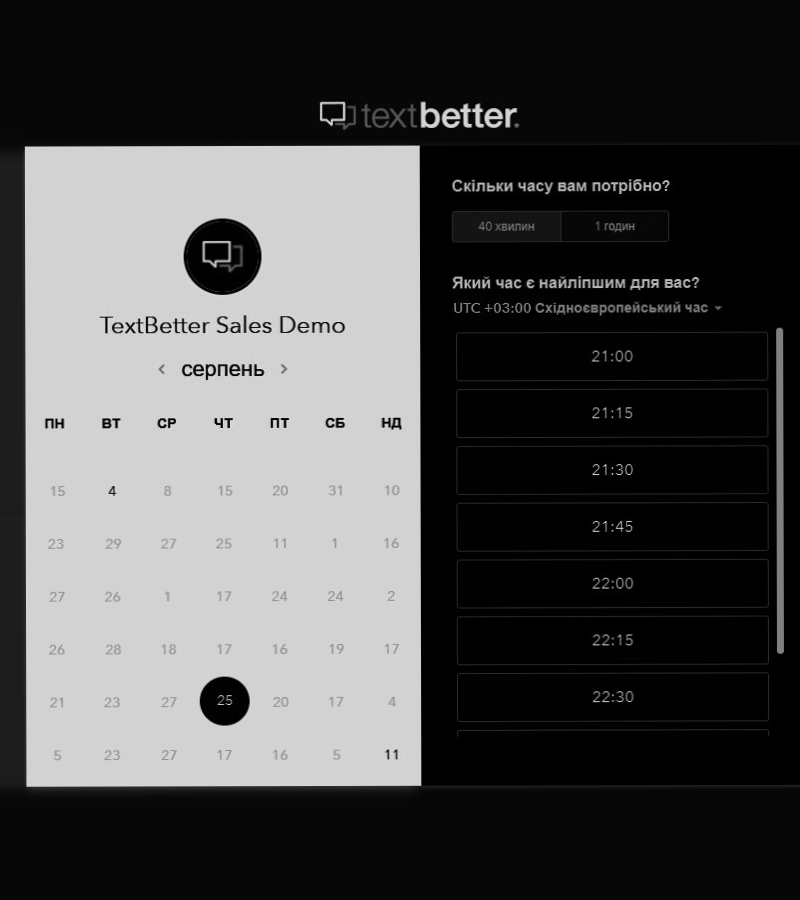 textbetter.
TextBetter Sales Demo
серпень
ПН ВТ СР ЧТ ПТ СБ НД
15 4 8 15 20 31 10
23 29 27 25 11 1 16
27 26 1 17 24 24 2
26 28 18 17 16 19 17
21 23 27 25 20 17 4
5 23 27 17 16 5 11
Скільки часу вам потрібно?
40 хвилин 1 годин
Який час є найліпшим для вас?
UTC +03:00 Східноєвропейський час
21:00
21:15
21:30
21:45
22:00
22:15
22:30